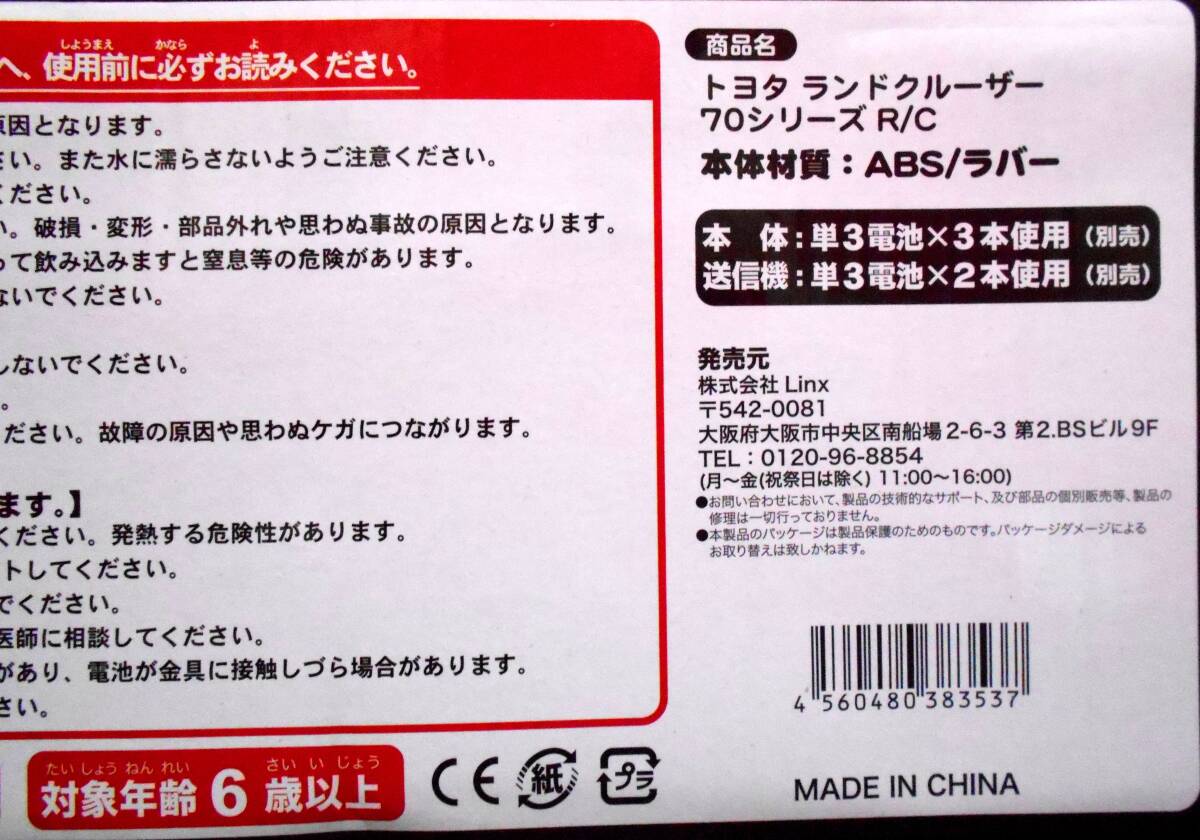 しようまえ かなら よ
へ、使用前に必ずお読みください。
原因となります。
さい。また水に濡らさないようご注意ください。
ください。
い。破損・変形・部品外れや思わぬ事故の原因となります。
って飲み込みますと窒息等の危険があります。
ないでください。
しないでください。
。
ください。故障の原因や思わぬケガにつながります。
ます。】
ください。発熱する危険性があります。
トしてください。
でください。
医師に相談してください。
があり、電池が金具に接触しづら場合があります。
さい。
たいしょうねんれい さいいじょう
対象年齢 6 歳以上
CE 紙 プラ
商品名
トヨタ ランドクルーザー
70シリーズ R/C
本体材質：ABS/ラバー
本　体：単3電池×3本使用（別売）
送信機：単3電池×2本使用（別売）
発売元
株式会社 Linx
〒542-0081
大阪府大阪市中央区南船場 2-6-3 第2.BSビル 9F
TEL：0120-96-8854
(月〜金(祝祭日は除く) 11:00〜16:00)
●お問い合わせにおいて、製品の技術的なサポート、及び部品の個別販売等、製品の
修理は一切行っておりません。
●本製品のパッケージは製品保護のためのものです。パッケージダメージによる
お取り替えは致しかねます。
4 560480 383537
MADE IN CHINA